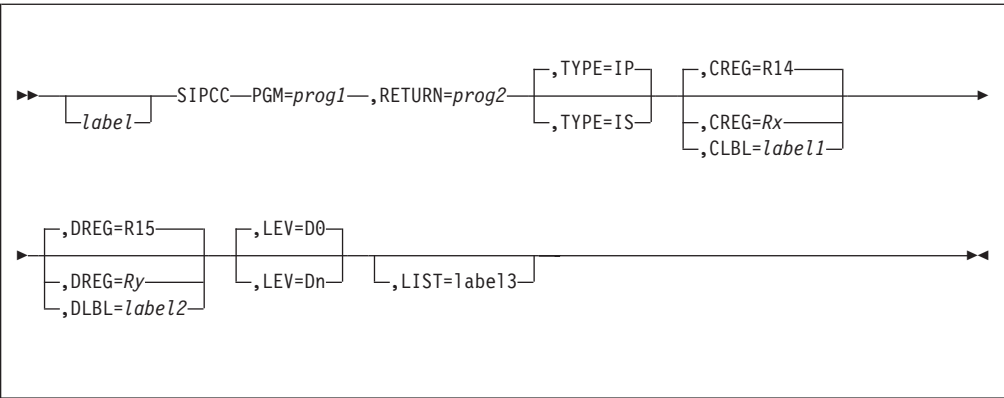 ,TYPE=IP ,CREG=R14
SIPCC PGM=prog1 ,RETURN=prog2
label ,TYPE=IS ,CREG=Rx
,CLBL=label1
,DREG=R15 ,LEV=D0
,DREG=Ry ,LEV=Dn ,LIST=label3
,DLBL=label2